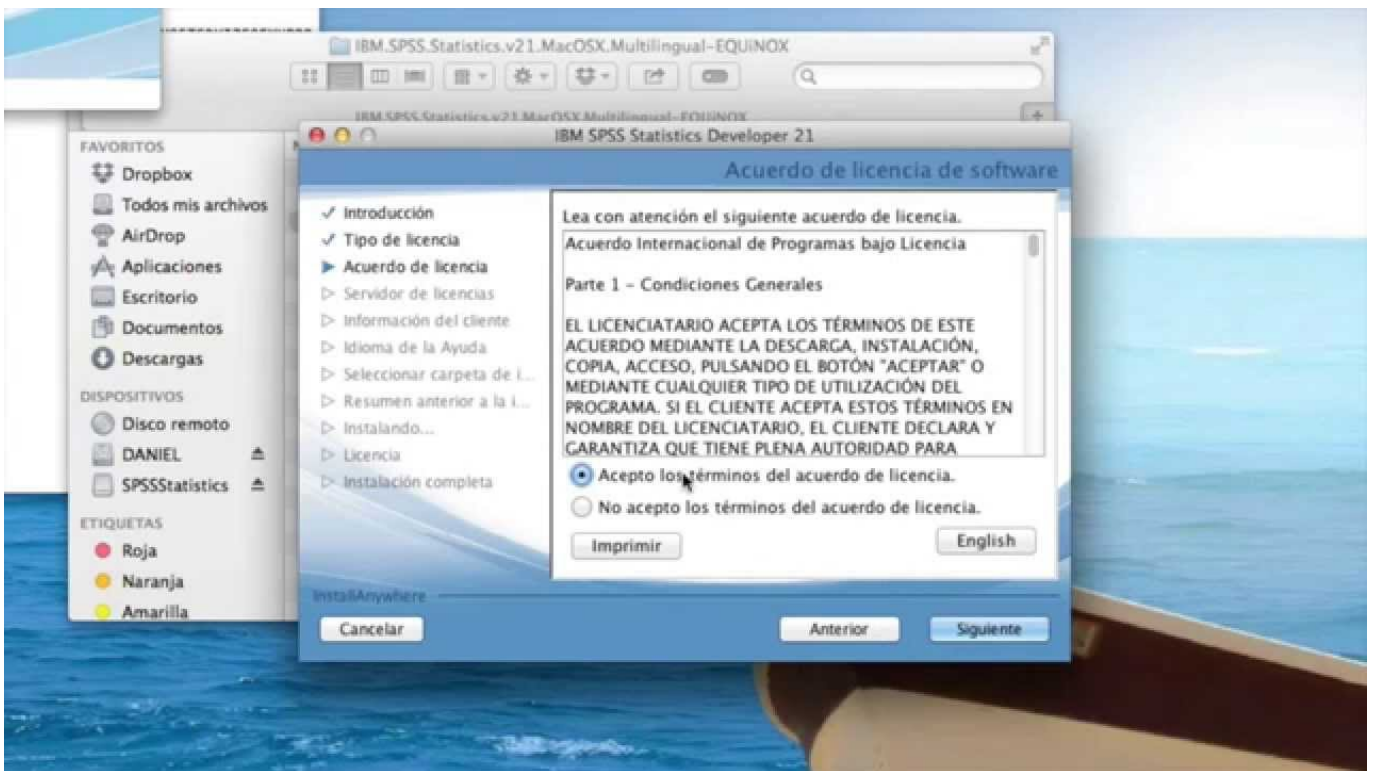 IBM.SPSS.Statistics.v21.MacOSX.Multilingual-EQUiNOX
IBM.SPSS.Statistics.v21.MacOSX.Multilingual-EQUiNOX
FAVORITOS
Dropbox
Todos mis archivos
AirDrop
Aplicaciones
Escritorio
Documentos
Descargas
DISPOSITIVOS
Disco remoto
DANIEL
SPSSStatistics
ETIQUETAS
Roja
Naranja
Amarilla
IBM SPSS Statistics Developer 21
Acuerdo de licencia de software
Introducción
Tipo de licencia
Acuerdo de licencia
Servidor de licencias
Información del cliente
Idioma de la Ayuda
Seleccionar carpeta de i...
Resumen anterior a la i...
Instalando...
Licencia
Instalación completa
Lea con atención el siguiente acuerdo de licencia.
Acuerdo Internacional de Programas bajo Licencia
Parte 1 – Condiciones Generales
EL LICENCIATARIO ACEPTA LOS TÉRMINOS DE ESTE
ACUERDO MEDIANTE LA DESCARGA, INSTALACIÓN,
COPIA, ACCESO, PULSANDO EL BOTÓN "ACEPTAR" O
MEDIANTE CUALQUIER TIPO DE UTILIZACIÓN DEL
PROGRAMA. SI EL CLIENTE ACEPTA ESTOS TÉRMINOS EN
NOMBRE DEL LICENCIATARIO, EL CLIENTE DECLARA Y
GARANTIZA QUE TIENE PLENA AUTORIDAD PARA
Acepto los términos del acuerdo de licencia.
No acepto los términos del acuerdo de licencia.
Imprimir
English
InstallAnywhere
Cancelar
Anterior
Siguiente